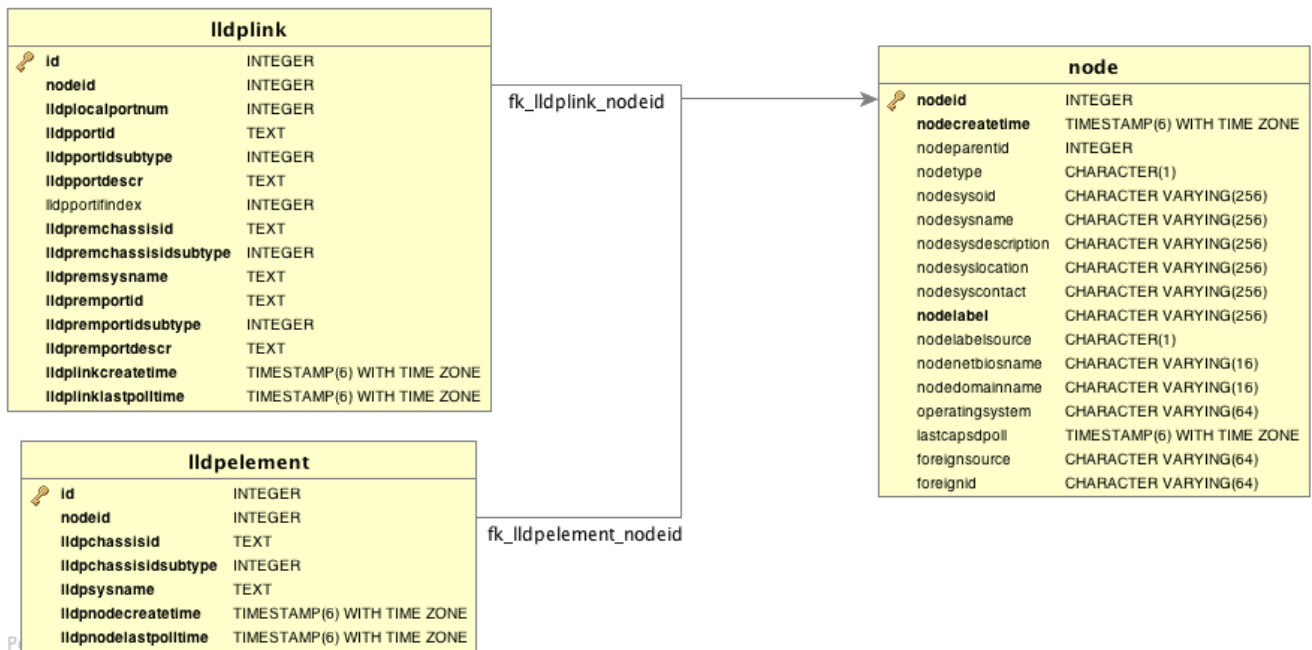 lldplink
id INTEGER
nodeid INTEGER
lldplocalportnum INTEGER
lldpportid TEXT
lldpportidsubtype INTEGER
lldpportdescr TEXT
lldpportifindex INTEGER
lldpremchassisid TEXT
lldpremchassisidsubtype INTEGER
lldpremsysname TEXT
lldpremportid TEXT
lldpremportidsubtype INTEGER
lldpremportdescr TEXT
lldplinkcreatetime TIMESTAMP(6) WITH TIME ZONE
lldplinklastpolltime TIMESTAMP(6) WITH TIME ZONE
fk_lldplink_nodeid
node
nodeid INTEGER
nodecreatetime TIMESTAMP(6) WITH TIME ZONE
nodeparentid INTEGER
nodetype CHARACTER(1)
nodesysoid CHARACTER VARYING(256)
nodesysname CHARACTER VARYING(256)
nodesysdescription CHARACTER VARYING(256)
nodesyslocation CHARACTER VARYING(256)
nodesyscontact CHARACTER VARYING(256)
nodelabel CHARACTER VARYING(256)
nodelabelsource CHARACTER(1)
nodenetbiosname CHARACTER VARYING(16)
nodedomainname CHARACTER VARYING(16)
operatingsystem CHARACTER VARYING(64)
lastcapsdpoll TIMESTAMP(6) WITH TIME ZONE
foreignsource CHARACTER VARYING(64)
foreignid CHARACTER VARYING(64)
lldpelement
id INTEGER
nodeid INTEGER
lldpchassisid TEXT
lldpchassisidsubtype INTEGER
lldpsysname TEXT
lldpnodecreatetime TIMESTAMP(6) WITH TIME ZONE
lldpnodelastpolltime TIMESTAMP(6) WITH TIME ZONE
fk_lldpelement_nodeid